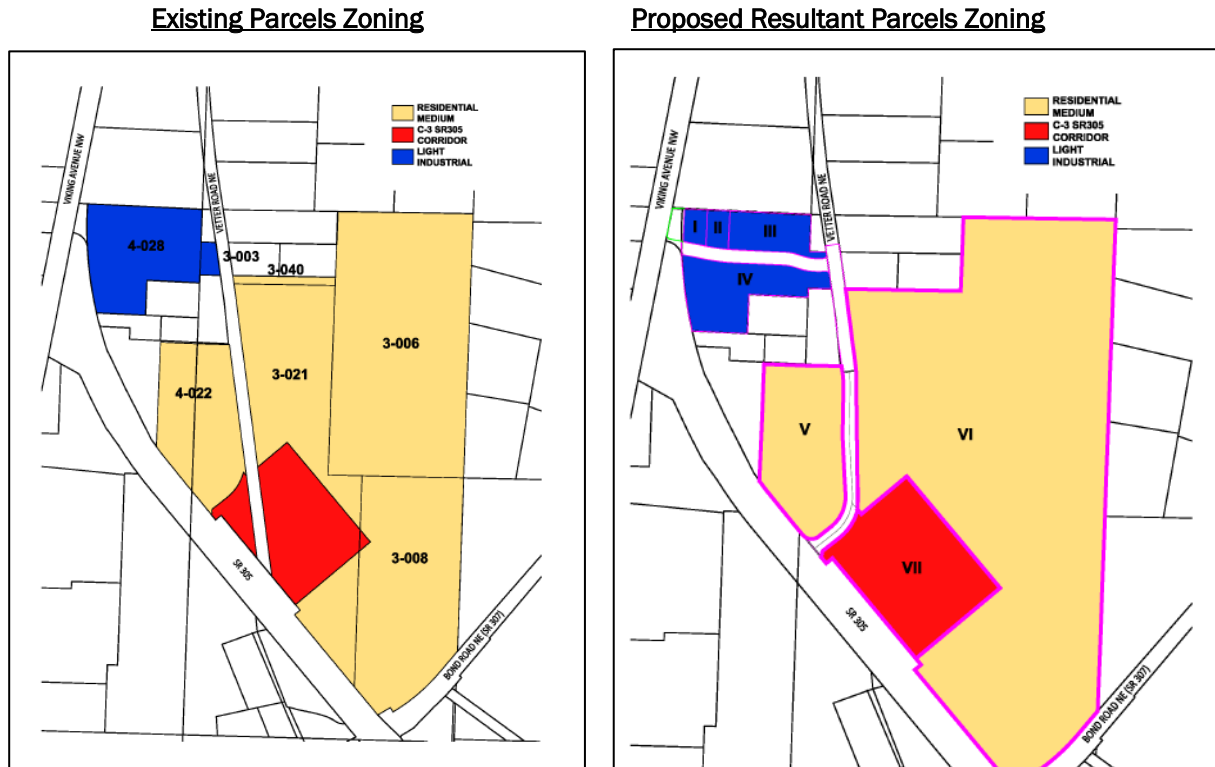 Existing Parcels Zoning
Proposed Resultant Parcels Zoning
VIKING AVENUE NW
VETTER ROAD NE
RESIDENTIAL
MEDIUM
C-3 SR305
CORRIDOR
LIGHT
INDUSTRIAL
4-028
3-003
3-040
3-006
3-021
4-022
3-008
SR 305
BOND ROAD NE (SR 307)
VIKING AVENUE NW
VETTER ROAD NE
RESIDENTIAL
MEDIUM
C-3 SR305
CORRIDOR
LIGHT
INDUSTRIAL
I
II
III
IV
V
VI
VII
SR 305
BOND ROAD NE (SR 307)